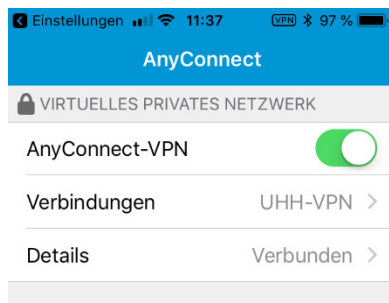 Einstellungen 11:37 VPN 97 %
AnyConnect
VIRTUELLES PRIVATES NETZWERK
AnyConnect-VPN
Verbindungen UHH-VPN
Details Verbunden